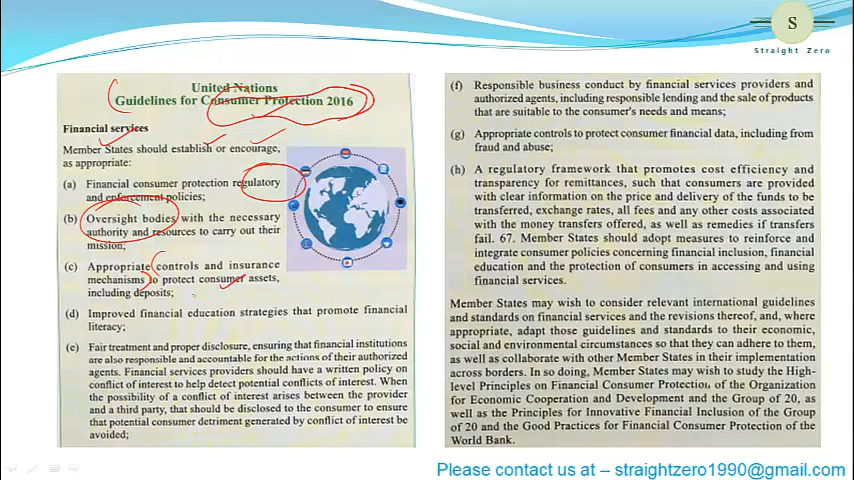 S
Straight Zero
United Nations
Guidelines for Consumer Protection 2016
Financial services
Member States should establish or encourage,
as appropriate:
(a) Financial consumer protection regulatory
and enforcement policies;
(b) Oversight bodies with the necessary
authority and resources to carry out their
mission;
(c) Appropriate controls and insurance
mechanisms to protect consumer assets,
including deposits;
(d) Improved financial education strategies that promote financial
literacy;
(e) Fair treatment and proper disclosure, ensuring that financial institutions
are also responsible and accountable for the actions of their authorized
agents. Financial services providers should have a written policy on
conflict of interest to help detect potential conflicts of interest. When
the possibility of a conflict of interest arises between the provider
and a third party, that should be disclosed to the consumer to ensure
that potential consumer detriment generated by conflict of interest be
avoided;
(f) Responsible business conduct by financial services providers and
authorized agents, including responsible lending and the sale of products
that are suitable to the consumer's needs and means;
(g) Appropriate controls to protect consumer financial data, including from
fraud and abuse;
(h) A regulatory framework that promotes cost efficiency and
transparency for remittances, such that consumers are provided
with clear information on the price and delivery of the funds to be
transferred, exchange rates, all fees and any other costs associated
with the money transfers offered, as well as remedies if transfers
fail. 67. Member States should adopt measures to reinforce and
integrate consumer policies concerning financial inclusion, financial
education and the protection of consumers in accessing and using
financial services.
Member States may wish to consider relevant international guidelines
and standards on financial services and the revisions thereof, and, where
appropriate, adapt those guidelines and standards to their economic,
social and environmental circumstances so that they can adhere to them,
as well as collaborate with other Member States in their implementation
across borders. In so doing, Member States may wish to study the High-
level Principles on Financial Consumer Protection of the Organization
for Economic Cooperation and Development and the Group of 20, as
well as the Principles for Innovative Financial Inclusion of the Group
of 20 and the Good Practices for Financial Consumer Protection of the
World Bank.
Please contact us at – straightzero1990@gmail.com